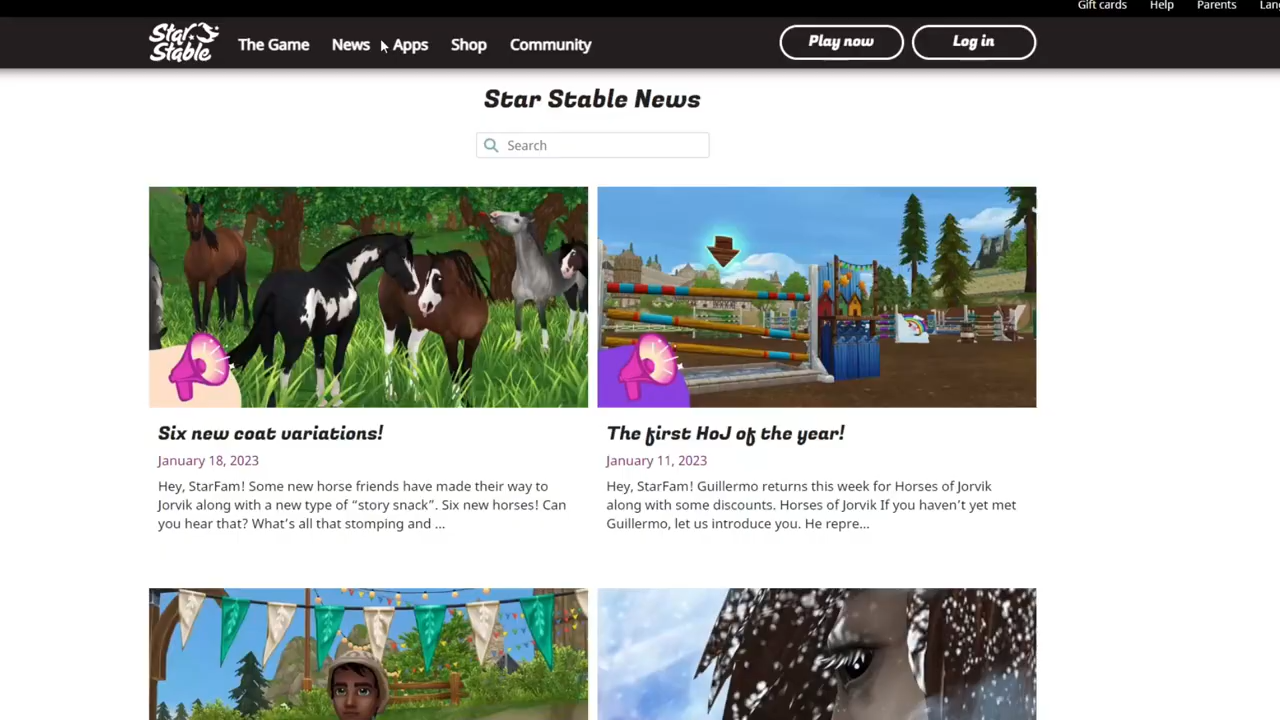 Gift cards Help Parents
Star Stable
The Game News Apps Shop Community Play now Log in
Star Stable News
Search
Six new coat variations!
January 18, 2023
Hey, StarFam! Some new horse friends have made their way to
Jorvik along with a new type of “story snack”. Six new horses! Can
you hear that? What’s all that stomping and ...
The first HoJ of the year!
January 11, 2023
Hey, StarFam! Guillermo returns this week for Horses of Jorvik
along with some discounts. Horses of Jorvik If you haven’t yet met
Guillermo, let us introduce you. He repre...